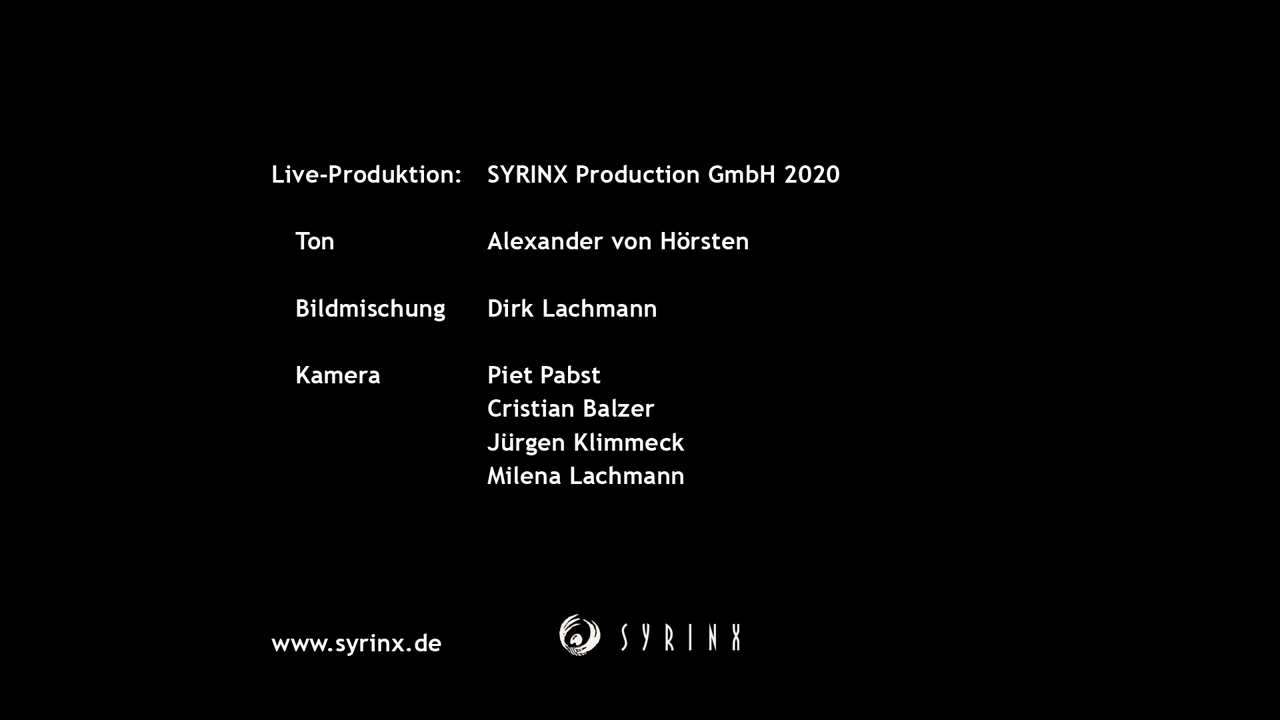 Live-Produktion: SYRINX Production GmbH 2020
Ton Alexander von Hörsten
Bildmischung Dirk Lachmann
Kamera Piet Pabst
Cristian Balzer
Jürgen Klimmeck
Milena Lachmann
www.syrinx.de SYRINX